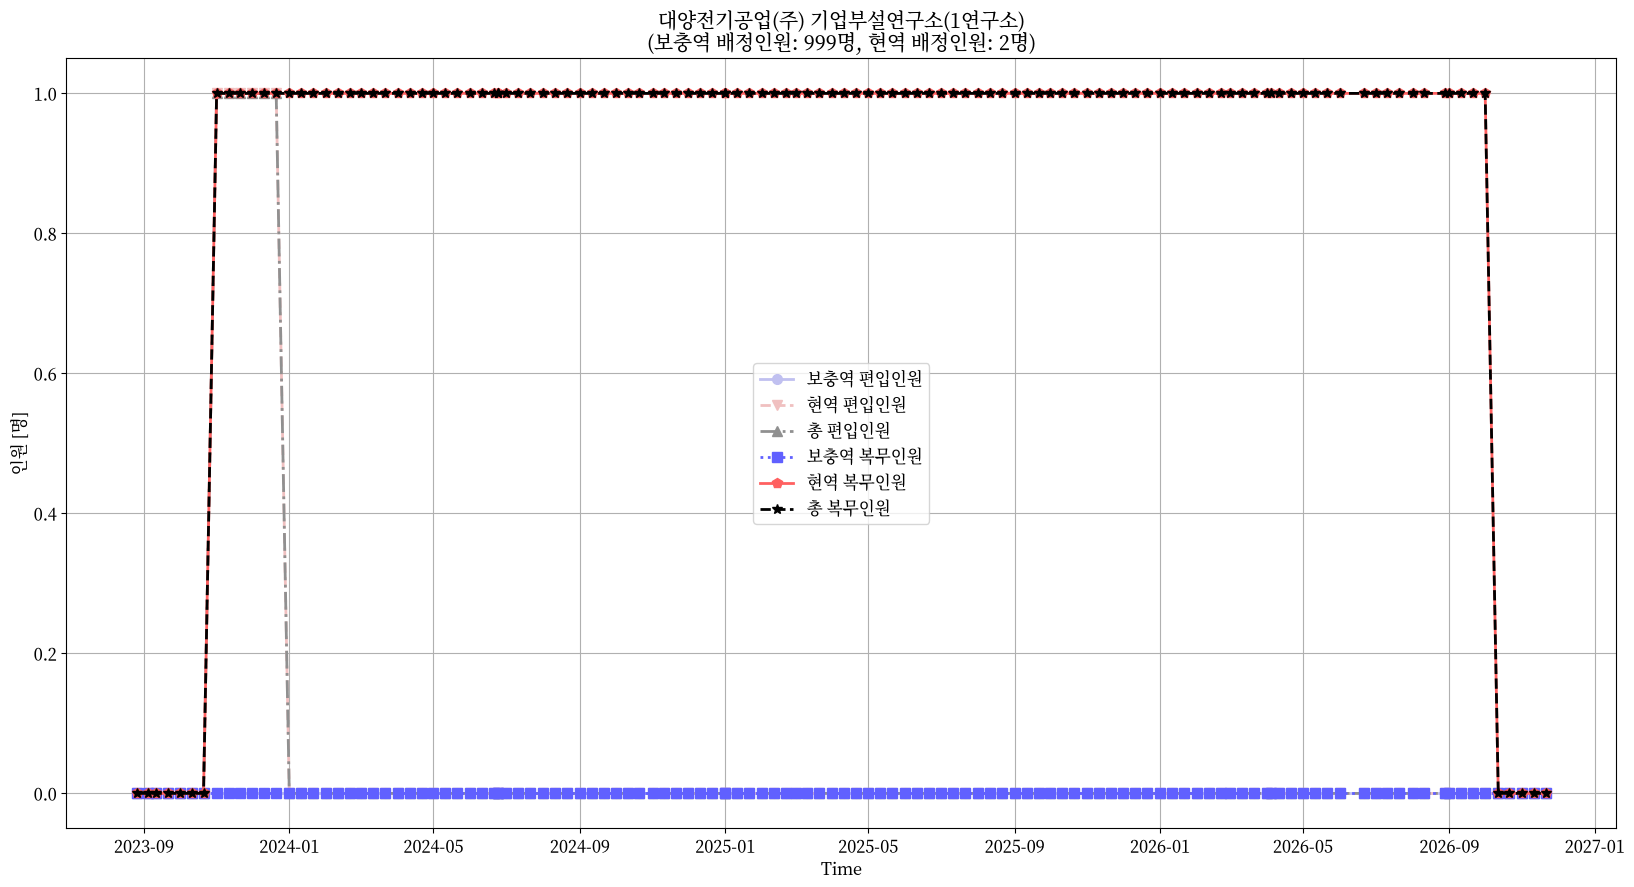 대양전기공업(주) 기업부설연구소(1연구소)
(보충역 배정인원: 999명, 현역 배정인원: 2명)
인원 [명]
1.0
0.8
0.6
0.4
0.2
0.0
보충역 편입인원
현역 편입인원
총 편입인원
보충역 복무인원
현역 복무인원
총 복무인원
2023-09 2024-01 2024-05 2024-09 2025-01 2025-05 2025-09 2026-01 2026-05 2026-09 2027-01
Time